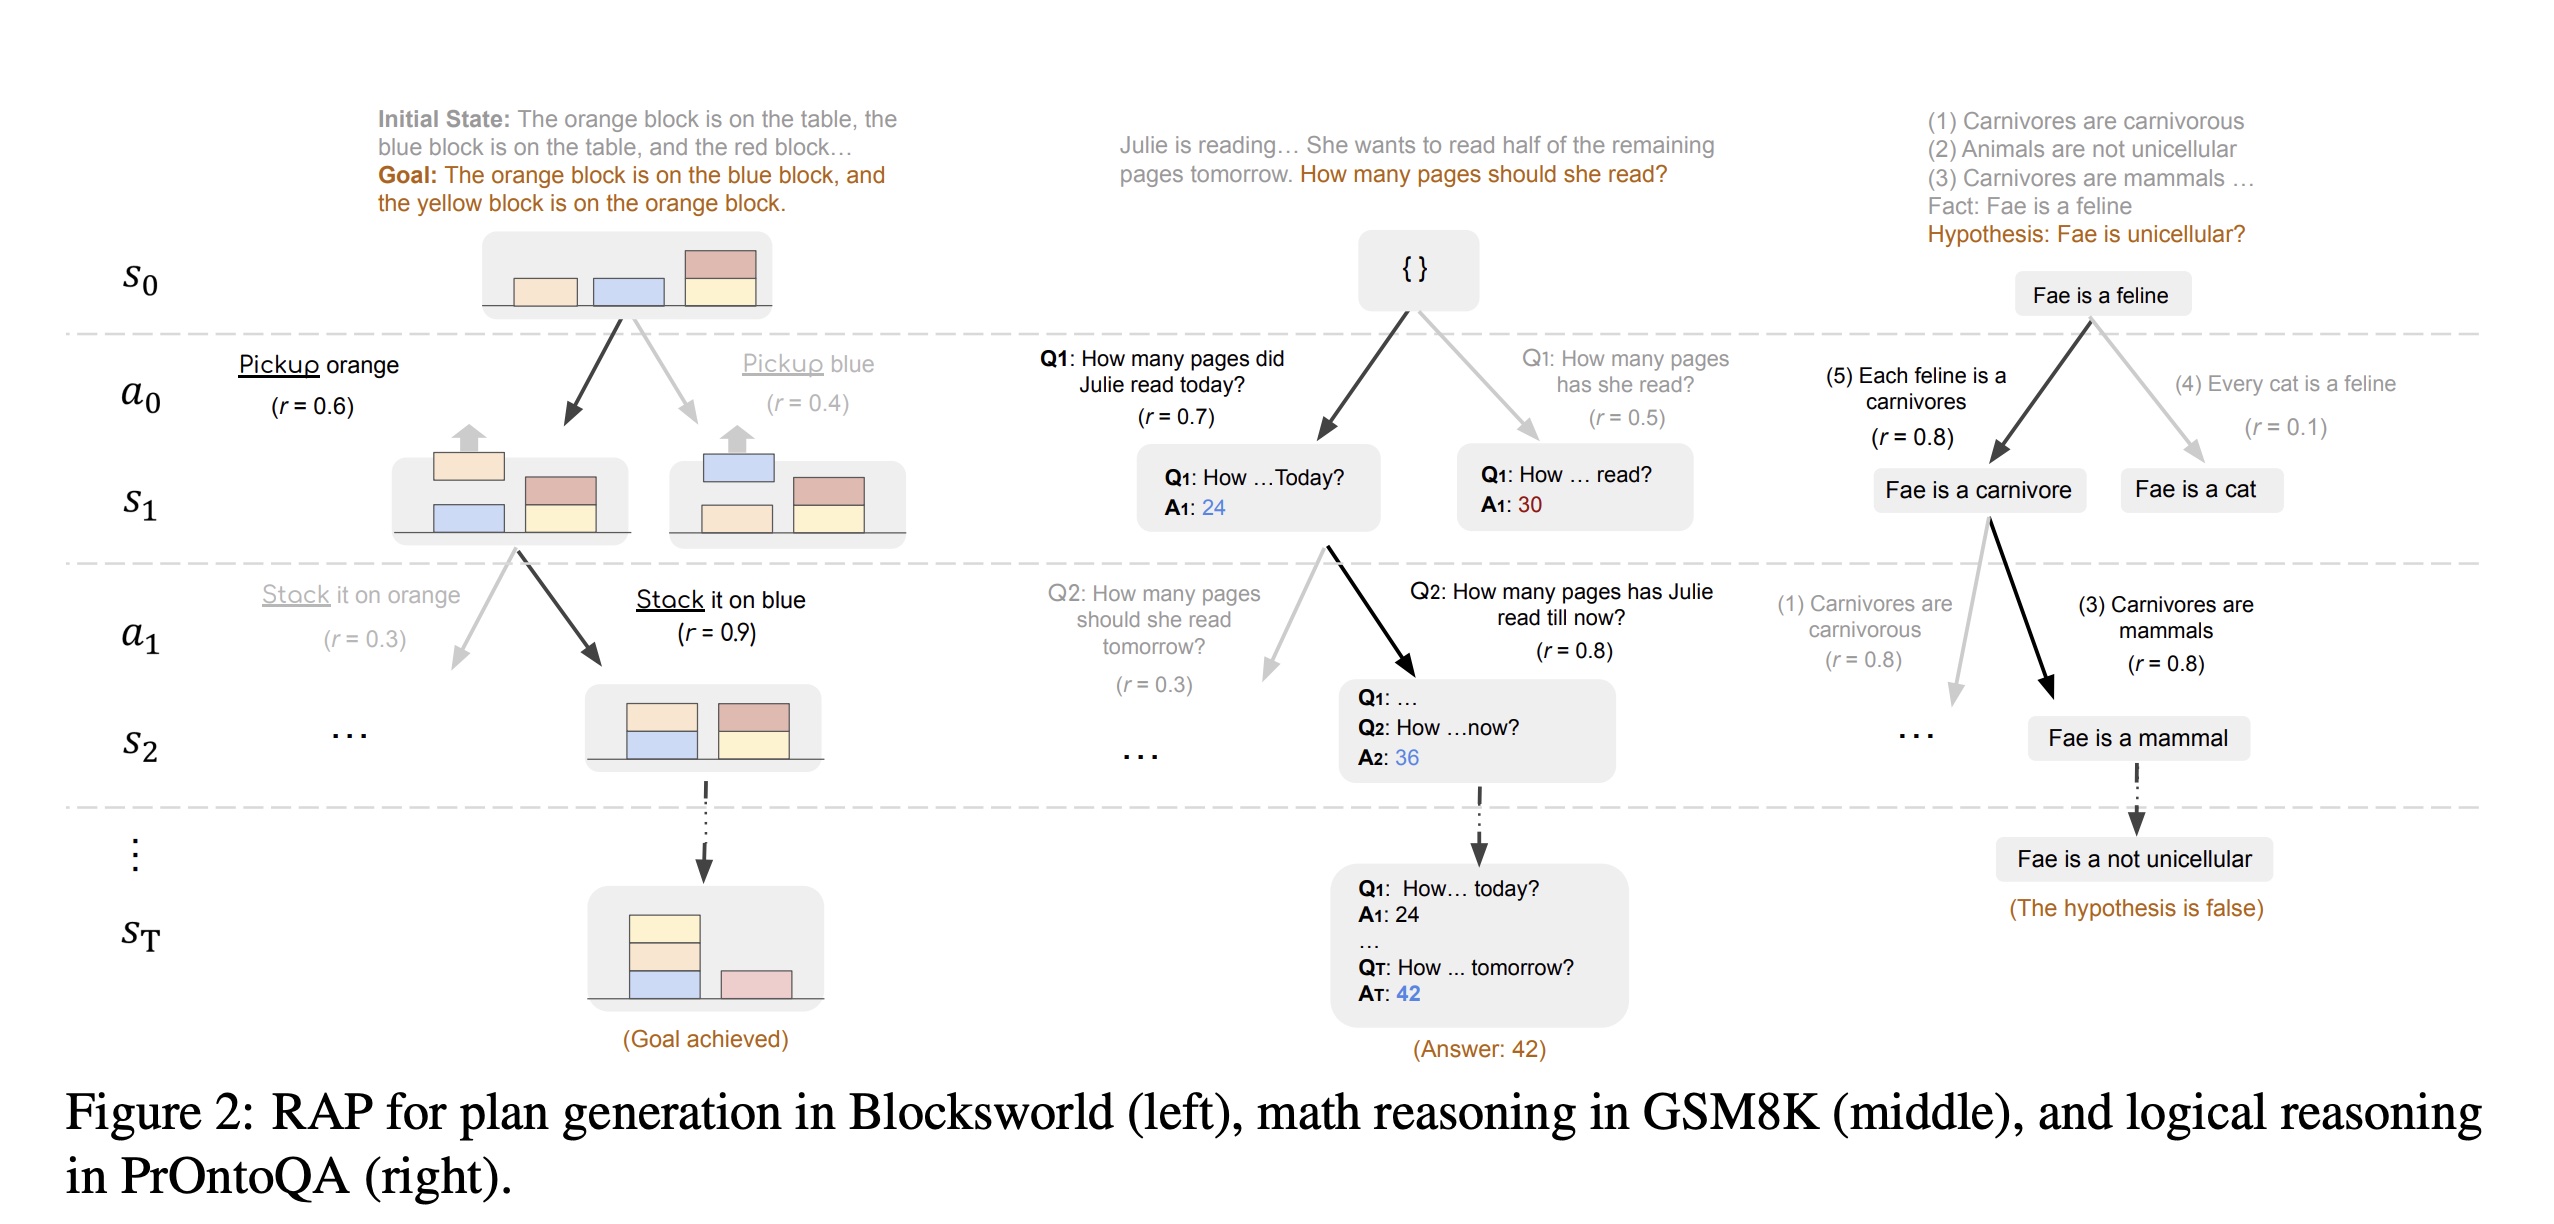 Initial State: The orange block is on the table, the
blue block is on the table, and the red block…
Goal: The orange block is on the blue block, and
the yellow block is on the orange block.
Julie is reading… She wants to read half of the remaining
pages tomorrow. How many pages should she read?
(1) Carnivores are carnivorous
(2) Animals are not unicellular
(3) Carnivores are mammals …
Fact: Fae is a feline
Hypothesis: Fae is unicellular?
s0
{ }
Fae is a feline
a0
Pickup orange
(r = 0.6)
Pickup blue
(r = 0.4)
Q1: How many pages did
Julie read today?
(r = 0.7)
Q1: How many pages
has she read?
(r = 0.5)
(5) Each feline is a
carnivores
(r = 0.8)
(4) Every cat is a feline
(r = 0.1)
s1
Q1: How …Today?
A1: 24
Q1: How … read?
A1: 30
Fae is a carnivore
Fae is a cat
a1
Stack it on orange
(r = 0.3)
Stack it on blue
(r = 0.9)
Q2: How many pages
should she read
tomorrow?
(r = 0.3)
Q2: How many pages has Julie
read till now?
(r = 0.8)
(1) Carnivores are
carnivorous
(r = 0.8)
(3) Carnivores are
mammals
(r = 0.8)
s2
…
…
Q1: …
Q2: How …now?
A2: 36
…
Fae is a mammal
⋮
sT
(Goal achieved)
Q1: How… today?
A1: 24
…
QT: How ... tomorrow?
AT: 42
(Answer: 42)
Fae is a not unicellular
(The hypothesis is false)
Figure 2: RAP for plan generation in Blocksworld (left), math reasoning in GSM8K (middle), and logical reasoning
in PrOntoQA (right).